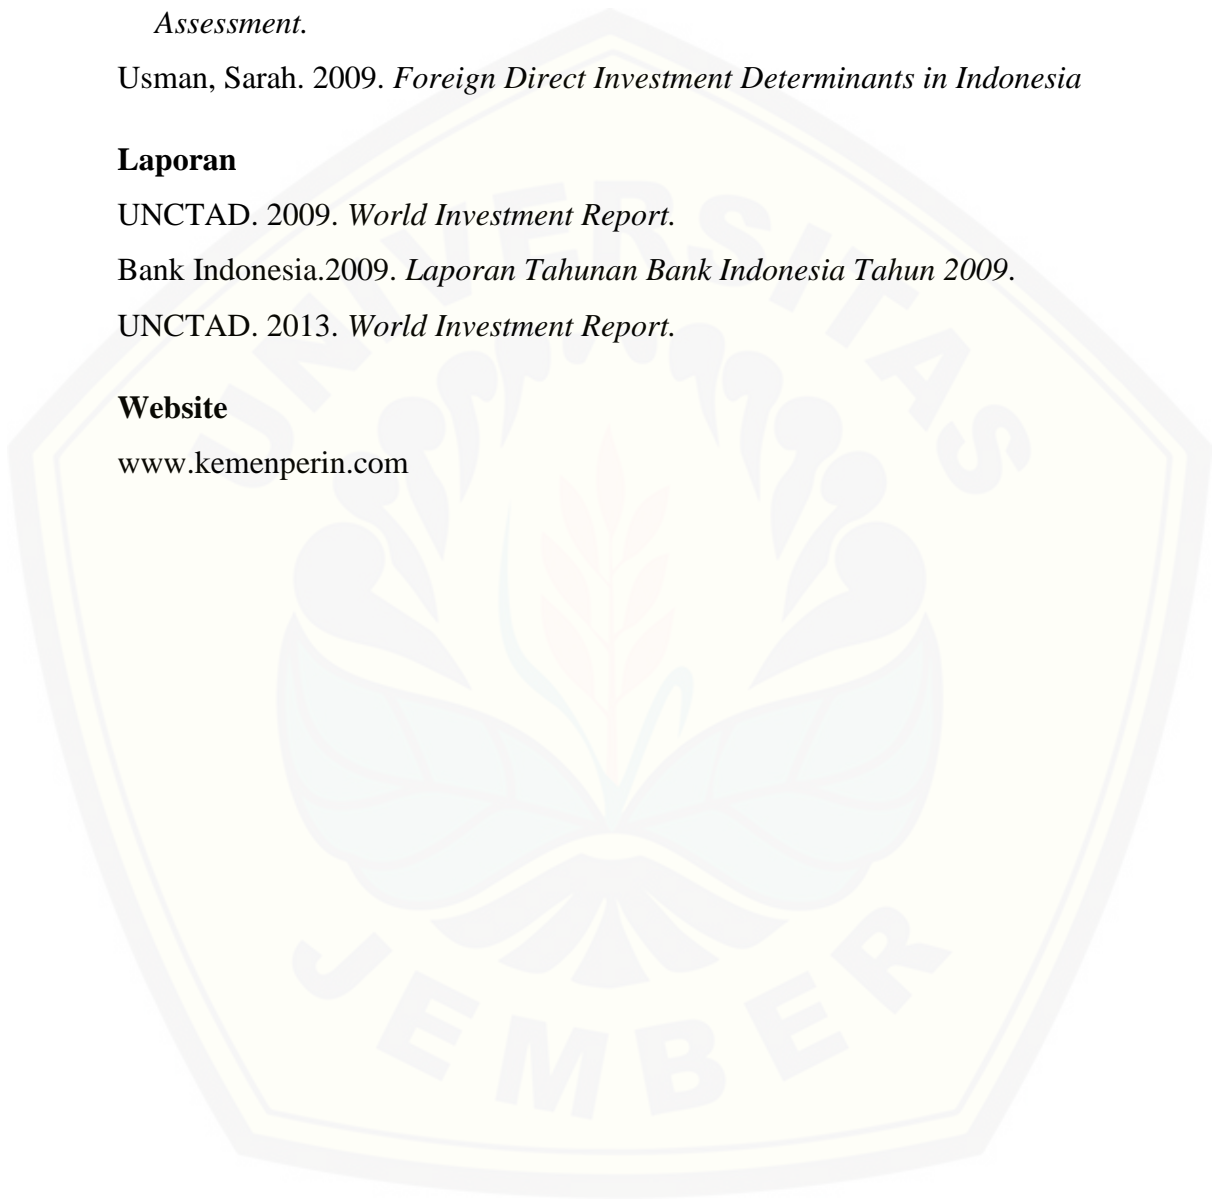 Assessment.
Usman, Sarah. 2009. Foreign Direct Investment Determinants in Indonesia
Laporan
UNCTAD. 2009. World Investment Report.
Bank Indonesia.2009. Laporan Tahunan Bank Indonesia Tahun 2009.
UNCTAD. 2013. World Investment Report.
Website
www.kemenperin.com
UNIVERSITAS
JEMBER